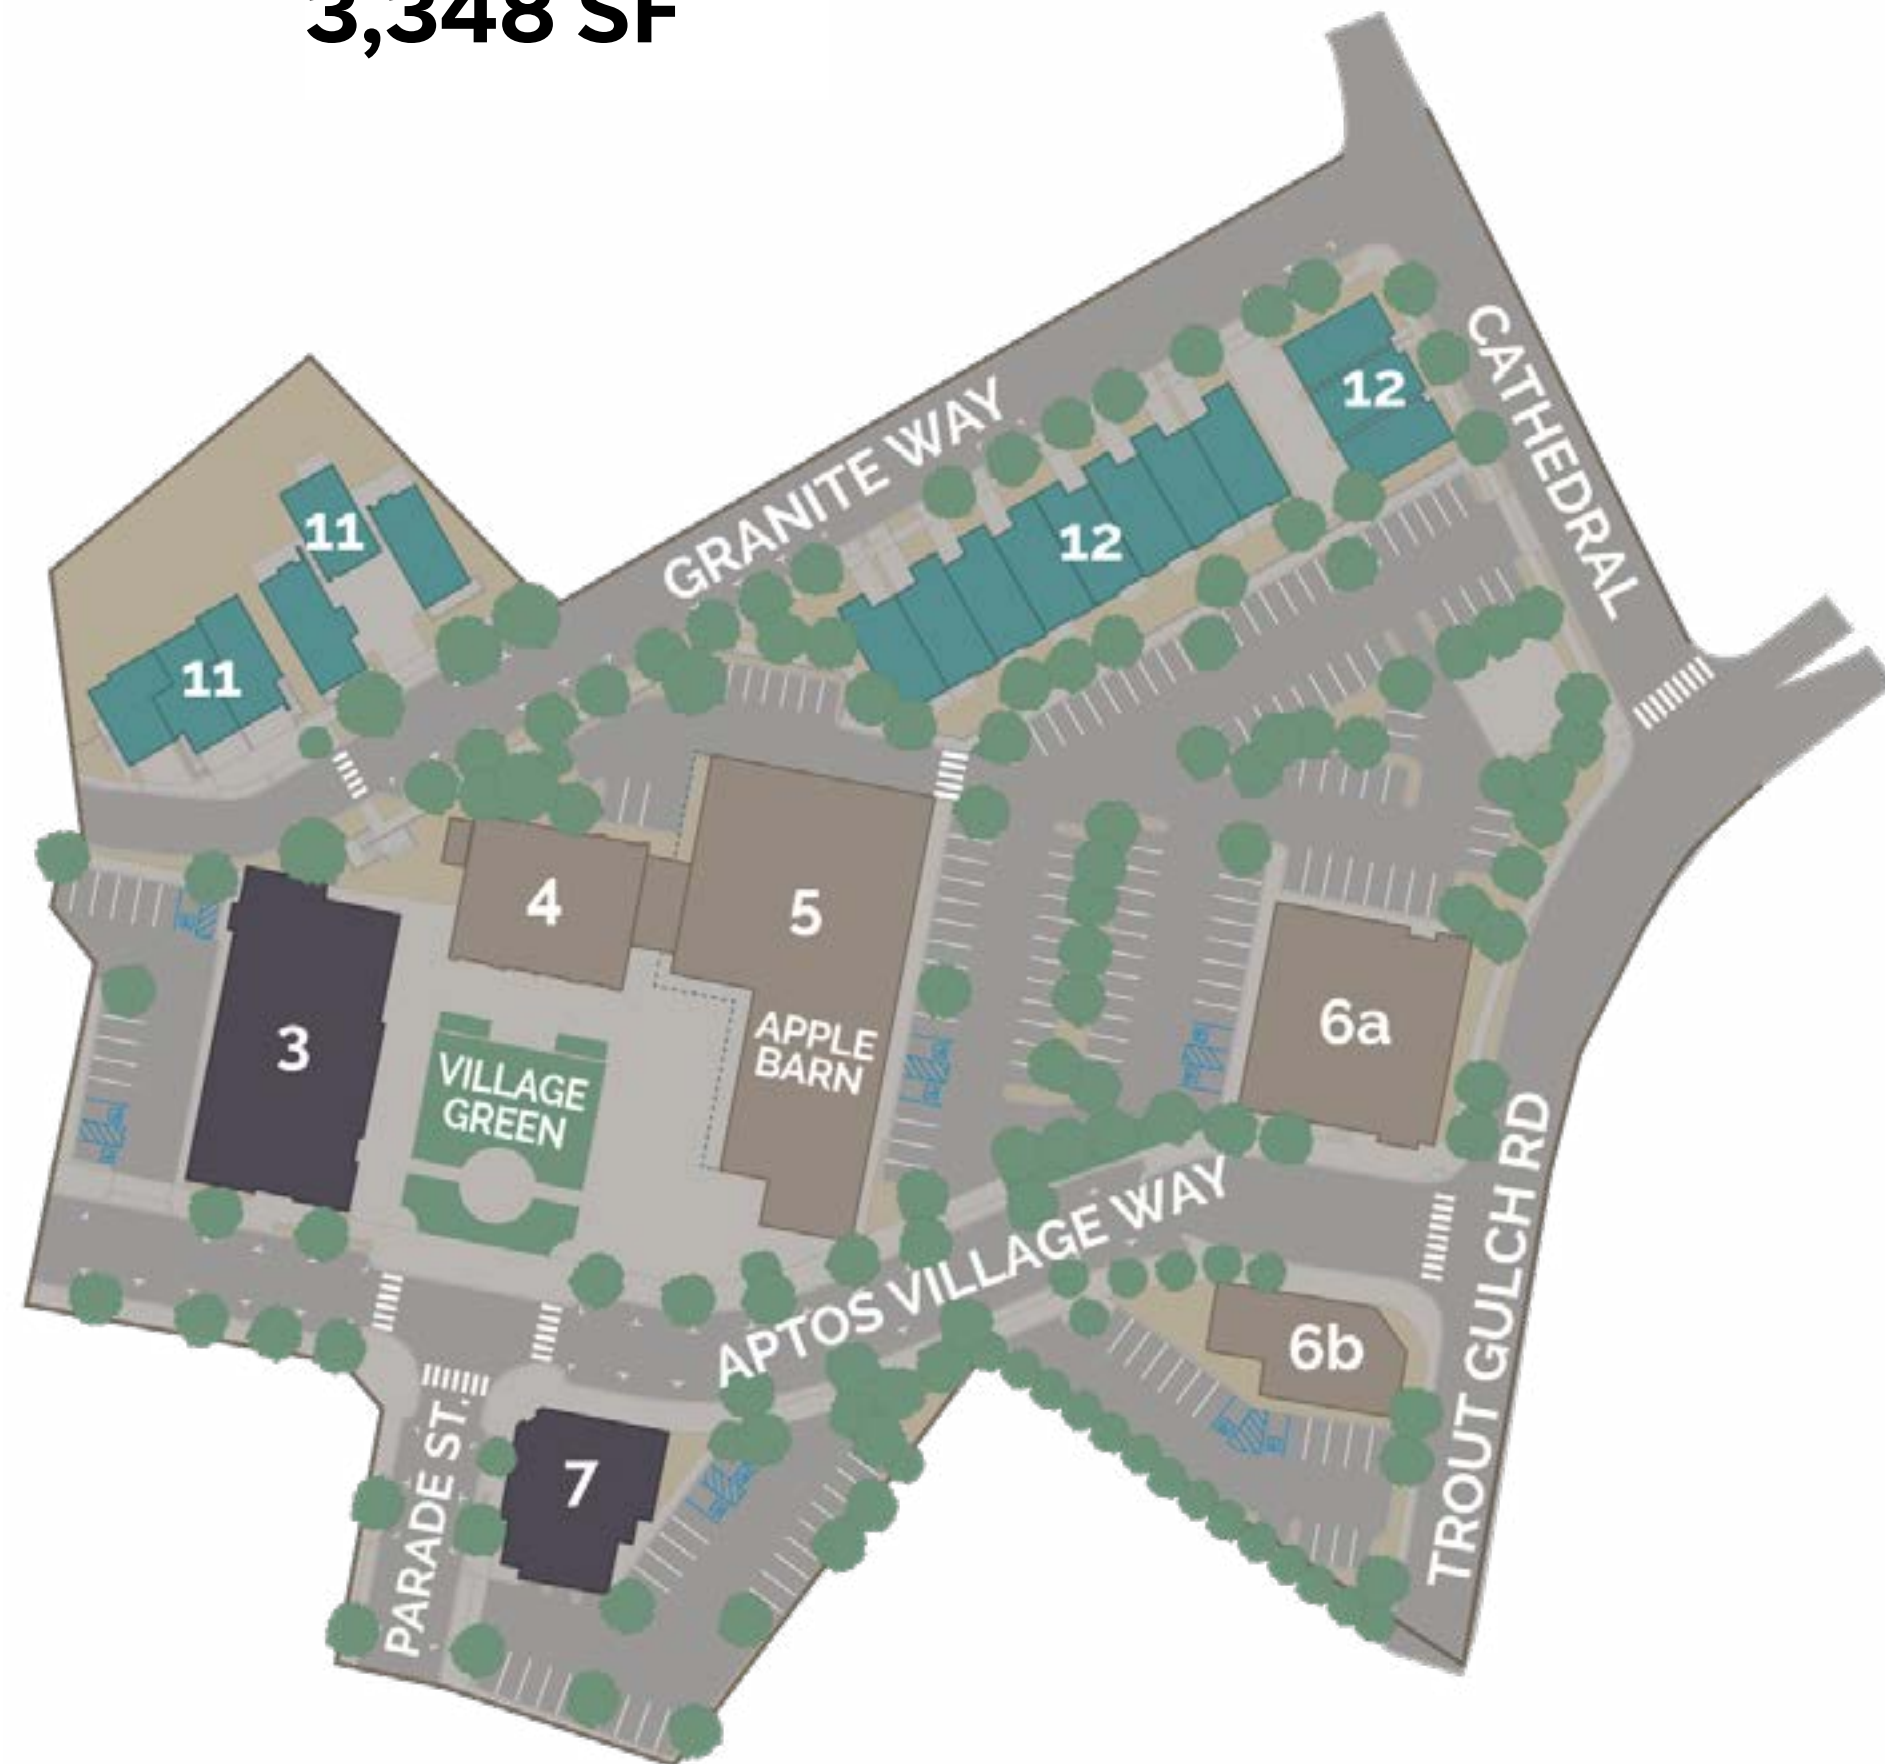 3,348 SF
CATHEDRAL
12
GRANITE WAY
11
12
11
4
5
3
6a
APPLE
BARN
VILLAGE
GREEN
APTOS VILLAGE WAY
TROUT GULCH RD
6b
PARADE ST.
7